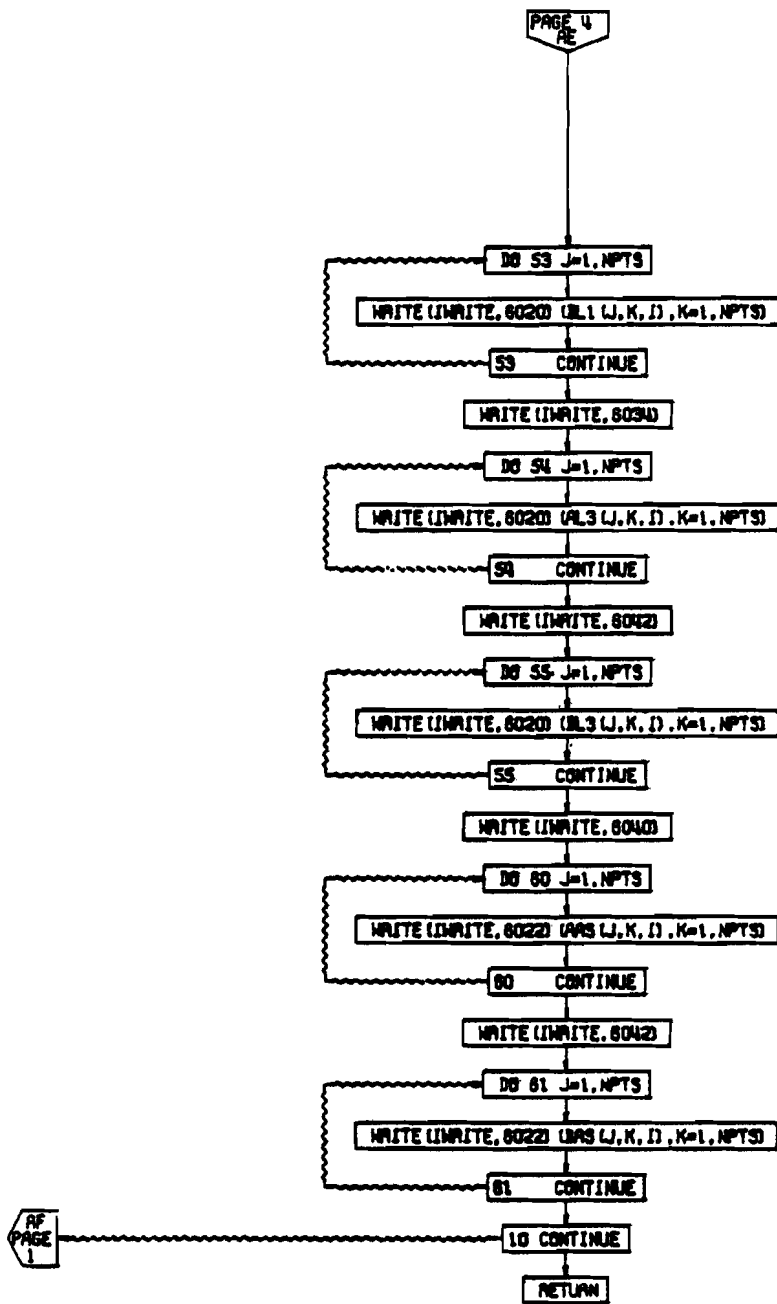 PAGE 4
AE
DO 53 J=1,NPTS
WRITE(IWRITE,6020) (BL1(J,K,I),K=1,NPTS)
53 CONTINUE
WRITE(IWRITE,6034)
DO 54 J=1,NPTS
WRITE(IWRITE,6020) (AL3(J,K,I),K=1,NPTS)
54 CONTINUE
WRITE(IWRITE,6042)
DO 55 J=1,NPTS
WRITE(IWRITE,6020) (BL3(J,K,I),K=1,NPTS)
55 CONTINUE
WRITE(IWRITE,6040)
DO 60 J=1,NPTS
WRITE(IWRITE,6022) (AAS(J,K,I),K=1,NPTS)
60 CONTINUE
WRITE(IWRITE,6042)
DO 61 J=1,NPTS
WRITE(IWRITE,6022) (BAS(J,K,I),K=1,NPTS)
61 CONTINUE
AF
PAGE
1
10 CONTINUE
RETURN